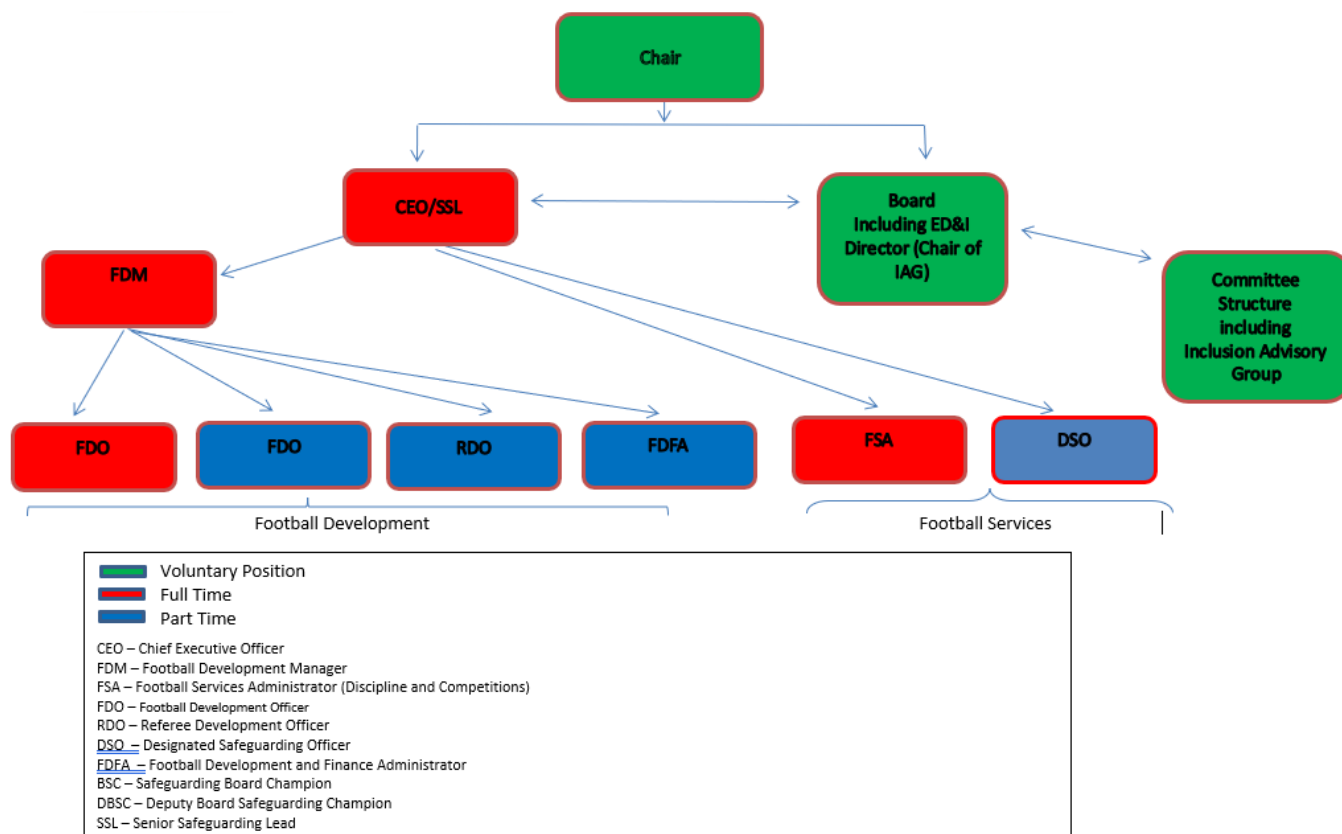 Chair
CEO/SSL
Board
Including ED&I
Director (Chair of
IAG)
FDM
Committee
Structure
including
Inclusion Advisory
Group
FDO
FDO
RDO
FDFA
FSA
DSO
Football Development
Football Services
Voluntary Position
Full Time
Part Time
CEO – Chief Executive Officer
FDM – Football Development Manager
FSA – Football Services Administrator (Discipline and Competitions)
FDO – Football Development Officer
RDO – Referee Development Officer
DSO – Designated Safeguarding Officer
FDFA – Football Development and Finance Administrator
BSC – Safeguarding Board Champion
DBSC – Deputy Board Safeguarding Champion
SSL – Senior Safeguarding Lead